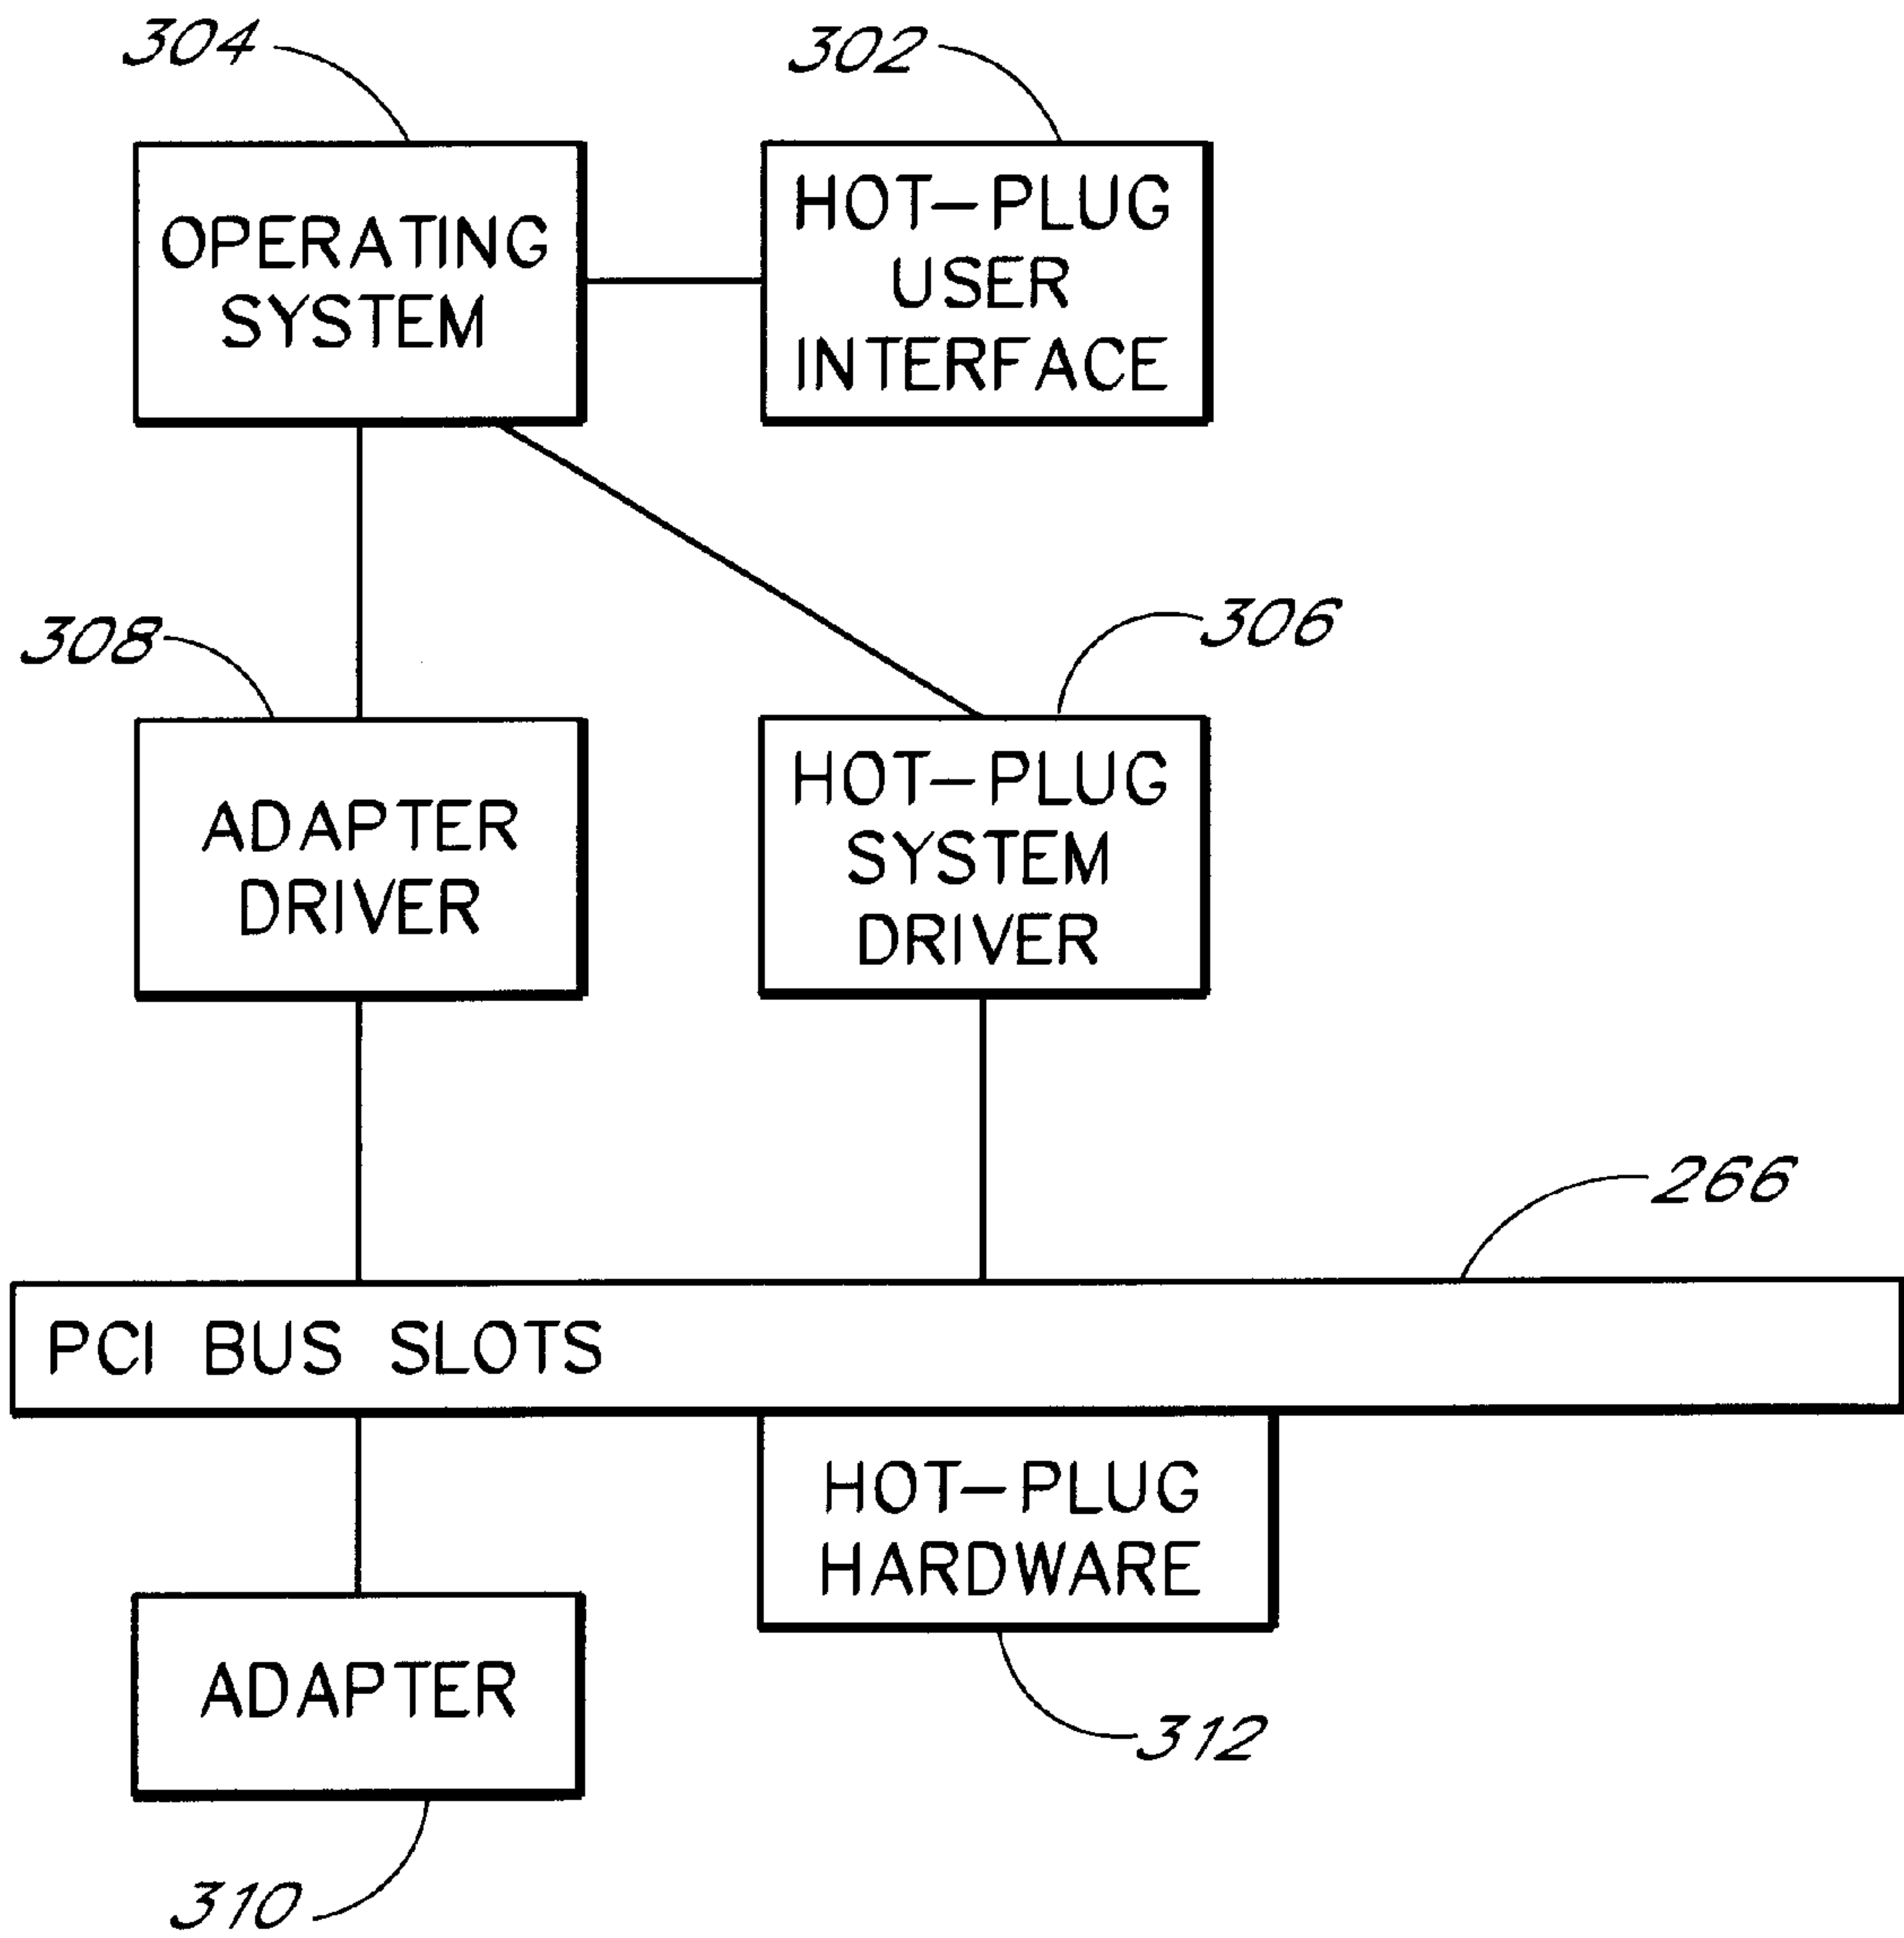 304
302
OPERATING
SYSTEM
HOT-PLUG
USER
INTERFACE
308
306
ADAPTER
DRIVER
HOT-PLUG
SYSTEM
DRIVER
266
PCI BUS SLOTS
HOT-PLUG
HARDWARE
ADAPTER
312
310